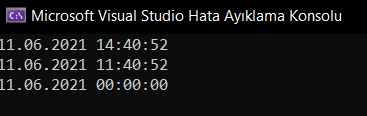 Microsoft Visual Studio Hata Ayıklama Konsolu
11.06.2021 14:40:52
11.06.2021 11:40:52
11.06.2021 00:00:00